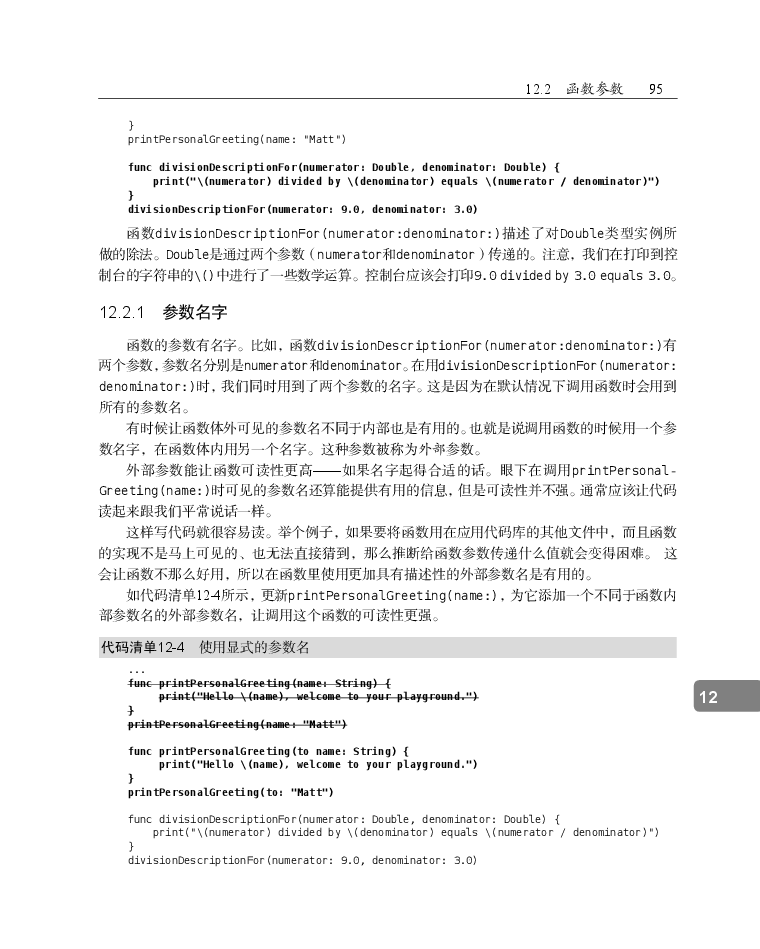 12.2 函数参数 95
}
printPersonalGreeting(name: "Matt")
func divisionDescriptionFor(numerator: Double, denominator: Double) {
print("\(numerator) divided by \(denominator) equals \(numerator / denominator)")
}
divisionDescriptionFor(numerator: 9.0, denominator: 3.0)
函数divisionDescriptionFor(numerator:denominator:)描述了对Double类型实例所
做的除法。Double是通过两个参数（numerator和denominator）传递的。注意，我们在打印到控
制台的字符串的\()中进行了一些数学运算。控制台应该会打印9.0 divided by 3.0 equals 3.0。
12.2.1 参数名字
函数的参数有名字。比如，函数divisionDescriptionFor(numerator:denominator:)有
两个参数，参数名分别是numerator和denominator。在用divisionDescriptionFor(numerator:
denominator:)时，我们同时用到了两个参数的名字。这是因为在默认情况下调用函数时会用到
所有的参数名。
有时候让函数体外可见的参数名不同于内部也是有用的。也就是说调用函数的时候用一个参
数名字，在函数体内用另一个名字。这种参数被称为外部参数。
外部参数能让函数可读性更高——如果名字起得合适的话。眼下在调用printPersonal-
Greeting(name:)时可见的参数名还算能提供有用的信息，但是可读性并不强。通常应该让代码
读起来跟我们平常说话一样。
这样写代码就很容易读。举个例子，如果要将函数用在应用代码库的其他文件中，而且函数
的实现不是马上可见的、也无法直接猜到，那么推断给函数参数传递什么值就会变得困难。 这
会让函数不那么好用，所以在函数里使用更加具有描述性的外部参数名是有用的。
如代码清单12-4所示，更新printPersonalGreeting(name:)，为它添加一个不同于函数内
部参数名的外部参数名，让调用这个函数的可读性更强。
代码清单12-4 使用显式的参数名
...
func printPersonalGreeting(name: String) {
print("Hello \(name), welcome to your playground.")
}
printPersonalGreeting(name: "Matt")
12
func printPersonalGreeting(to name: String) {
print("Hello \(name), welcome to your playground.")
}
printPersonalGreeting(to: "Matt")
func divisionDescriptionFor(numerator: Double, denominator: Double) {
print("\(numerator) divided by \(denominator) equals \(numerator / denominator)")
}
divisionDescriptionFor(numerator: 9.0, denominator: 3.0)